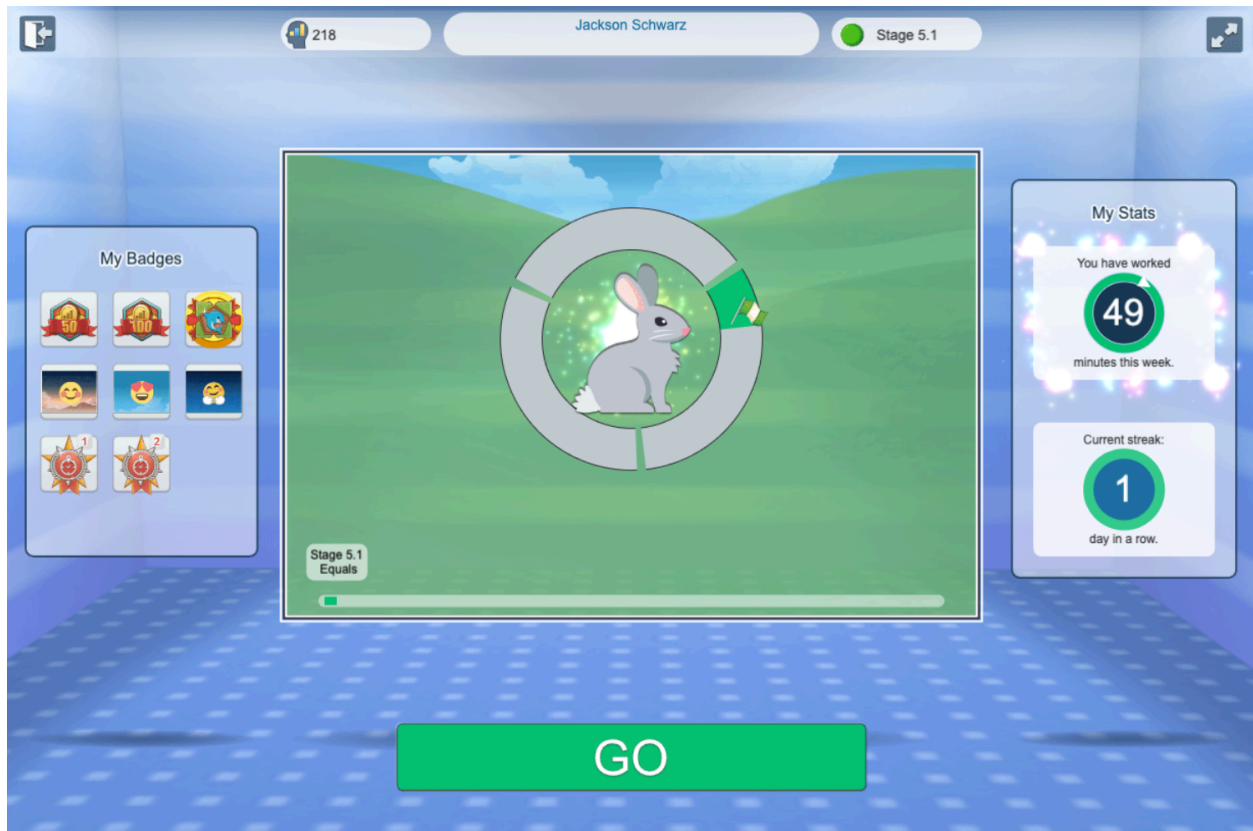 218
Jackson Schwarz
Stage 5.1
My Badges
50
100
1
2
Stage 5.1
Equals
My Stats
You have worked
49
minutes this week.
Current streak:
1
day in a row.
GO